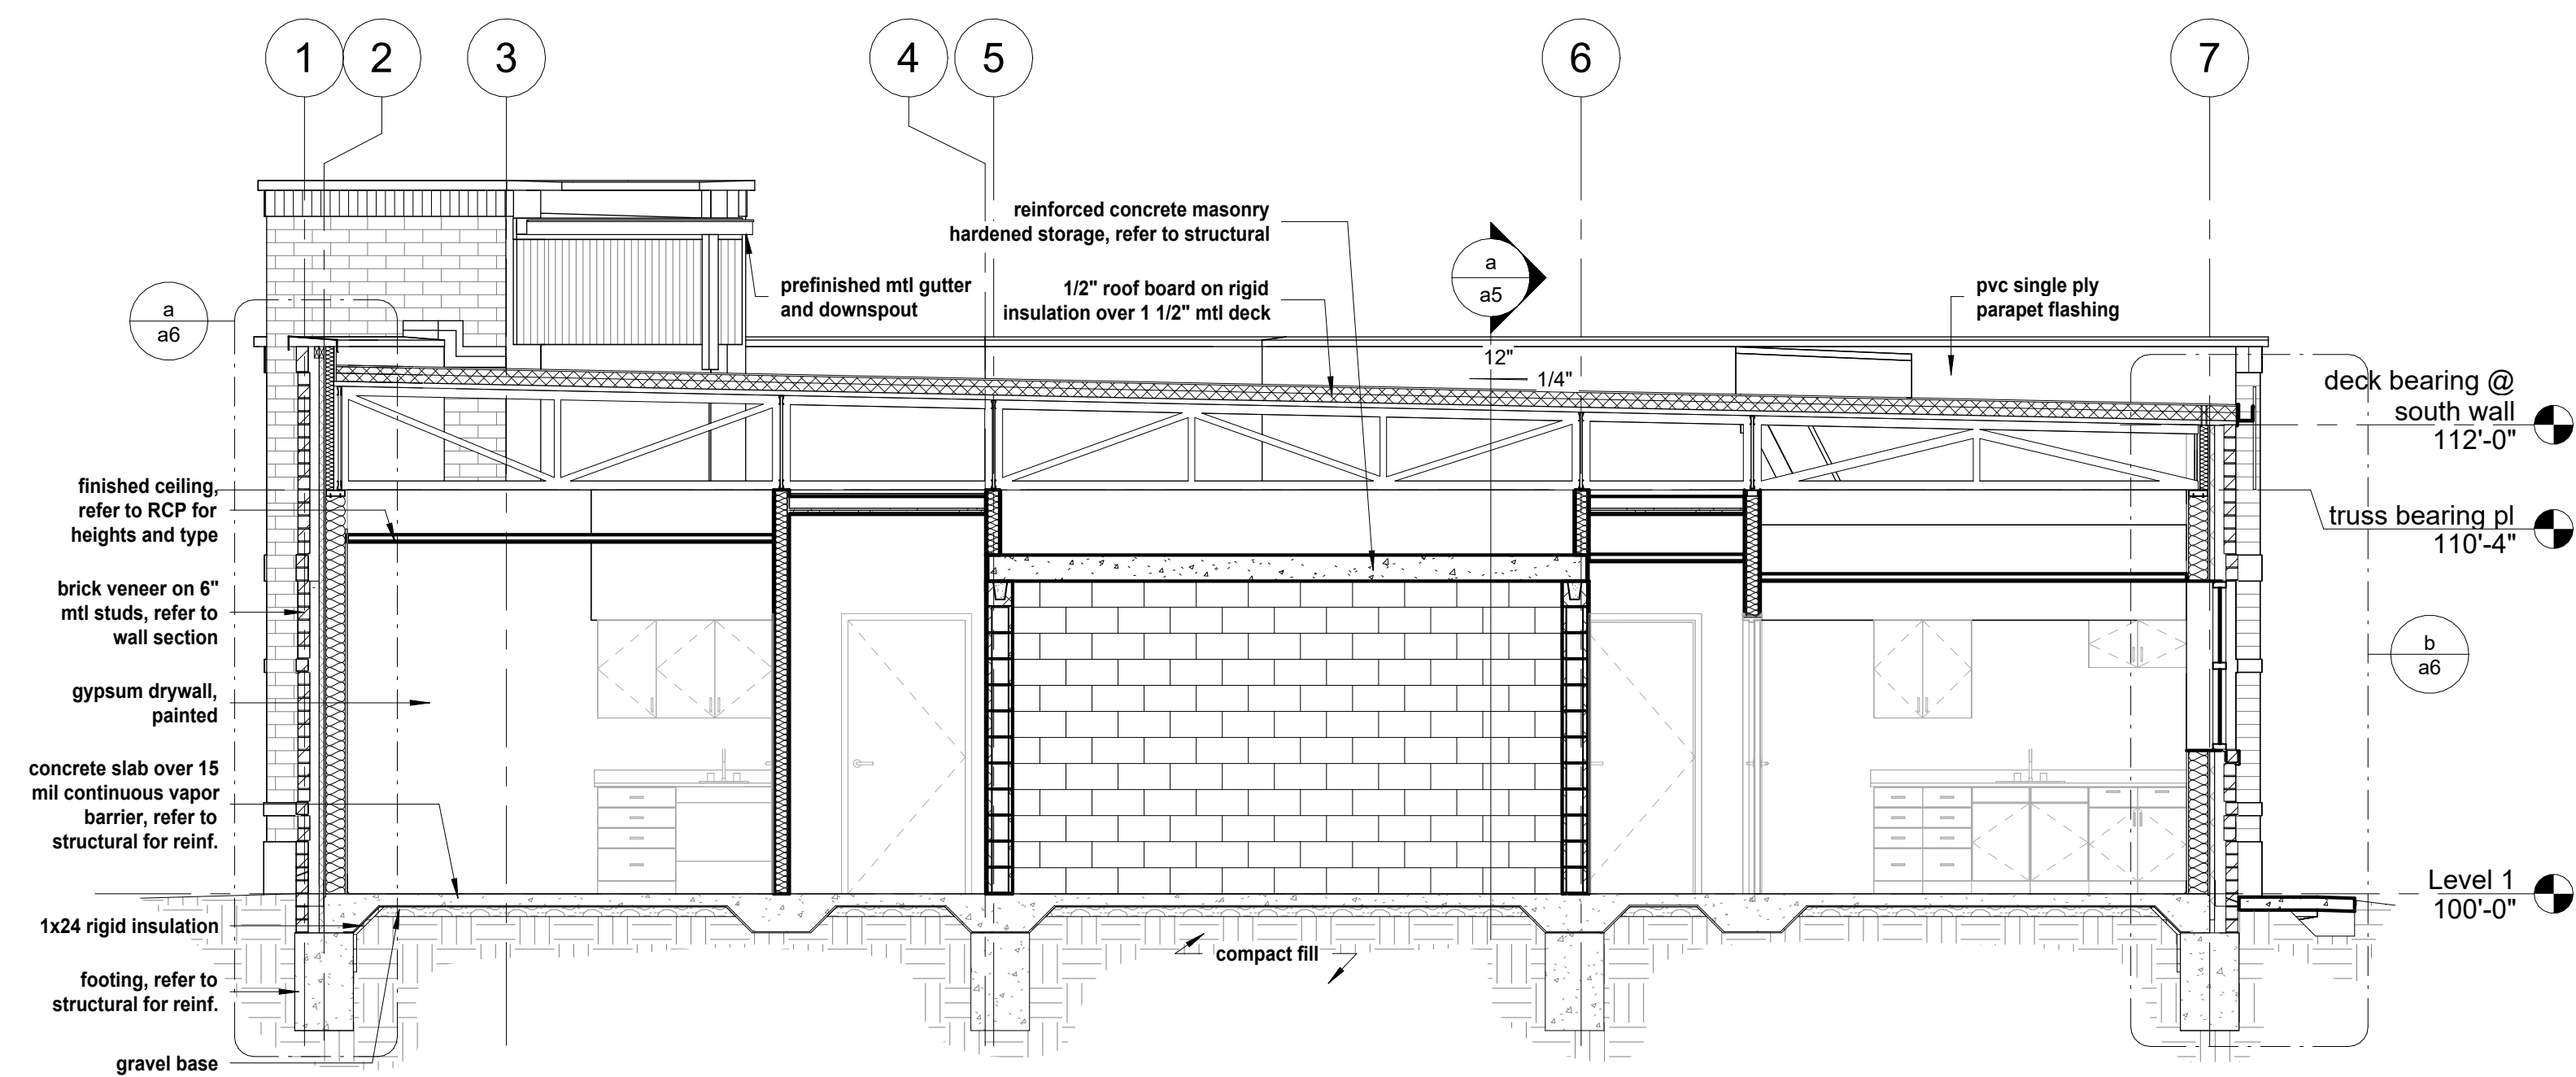 1
2
3
4
5
6
7
reinforced concrete masonry
hardened storage, refer to structural
prefinished mtl gutter
and downspout
1/2" roof board on rigid
insulation over 1 1/2" mtl deck
a
a5
pvc single ply
parapet flashing
a
a6
12"
1/4"
deck bearing @
south wall
112'-0"
finished ceiling,
refer to RCP for
heights and type
truss bearing pl
110'-4"
brick veneer on 6"
mtl studs, refer to
wall section
b
a6
gypsum drywall,
painted
concrete slab over 15
mil continuous vapor
barrier, refer to
structural for reinf.
Level 1
100'-0"
1x24 rigid insulation
compact fill
footing, refer to
structural for reinf.
gravel base